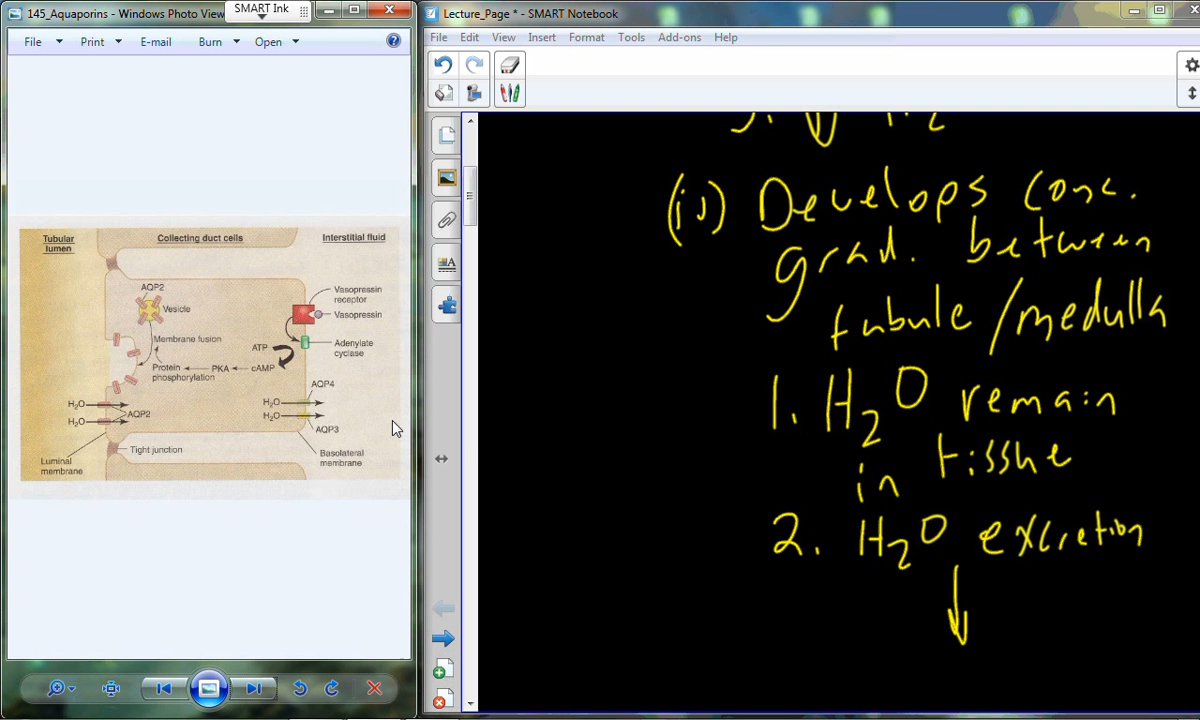 145_Aquaporins - Windows Photo View
SMART Ink
File Print E-mail Burn Open
Tubular
lumen
Collecting duct cells
Interstitial fluid
AQP2
Vesicle
Vasopressin
receptor
Vasopressin
Membrane fusion
ATP
Adenylate
cyclase
Protein
phosphorylation
PKA
cAMP
AQP4
H₂O
H₂O
AQP2
H₂O
H₂O
AQP3
Tight junction
Basolateral
membrane
Luminal
membrane
Lecture_Page * - SMART Notebook
File Edit View Insert Format Tools Add-ons Help
(iv) Develops conc.
grad. between
tubule/medulla
1. H₂O remain
in tissue
2. H₂O excretion
↓